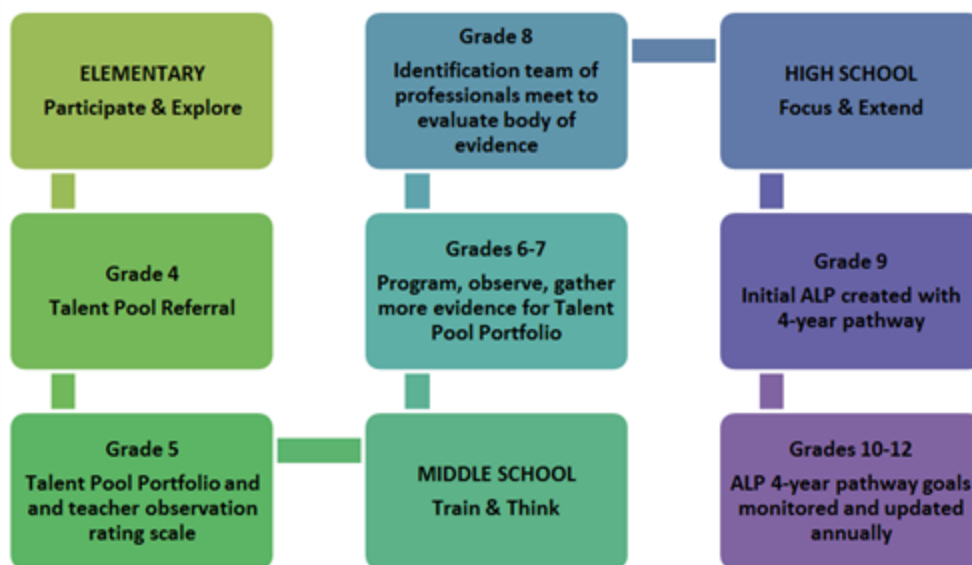 ELEMENTARY
Participate & Explore
Grade 4
Talent Pool Referral
Grade 5
Talent Pool Portfolio and
and teacher observation
rating scale
MIDDLE SCHOOL
Train & Think
Grades 6-7
Program, observe, gather
more evidence for Talent
Pool Portfolio
Grade 8
Identification team of
professionals meet to
evaluate body of
evidence
HIGH SCHOOL
Focus & Extend
Grade 9
Initial ALP created with
4-year pathway
Grades 10-12
ALP 4-year pathway goals
monitored and updated
annually